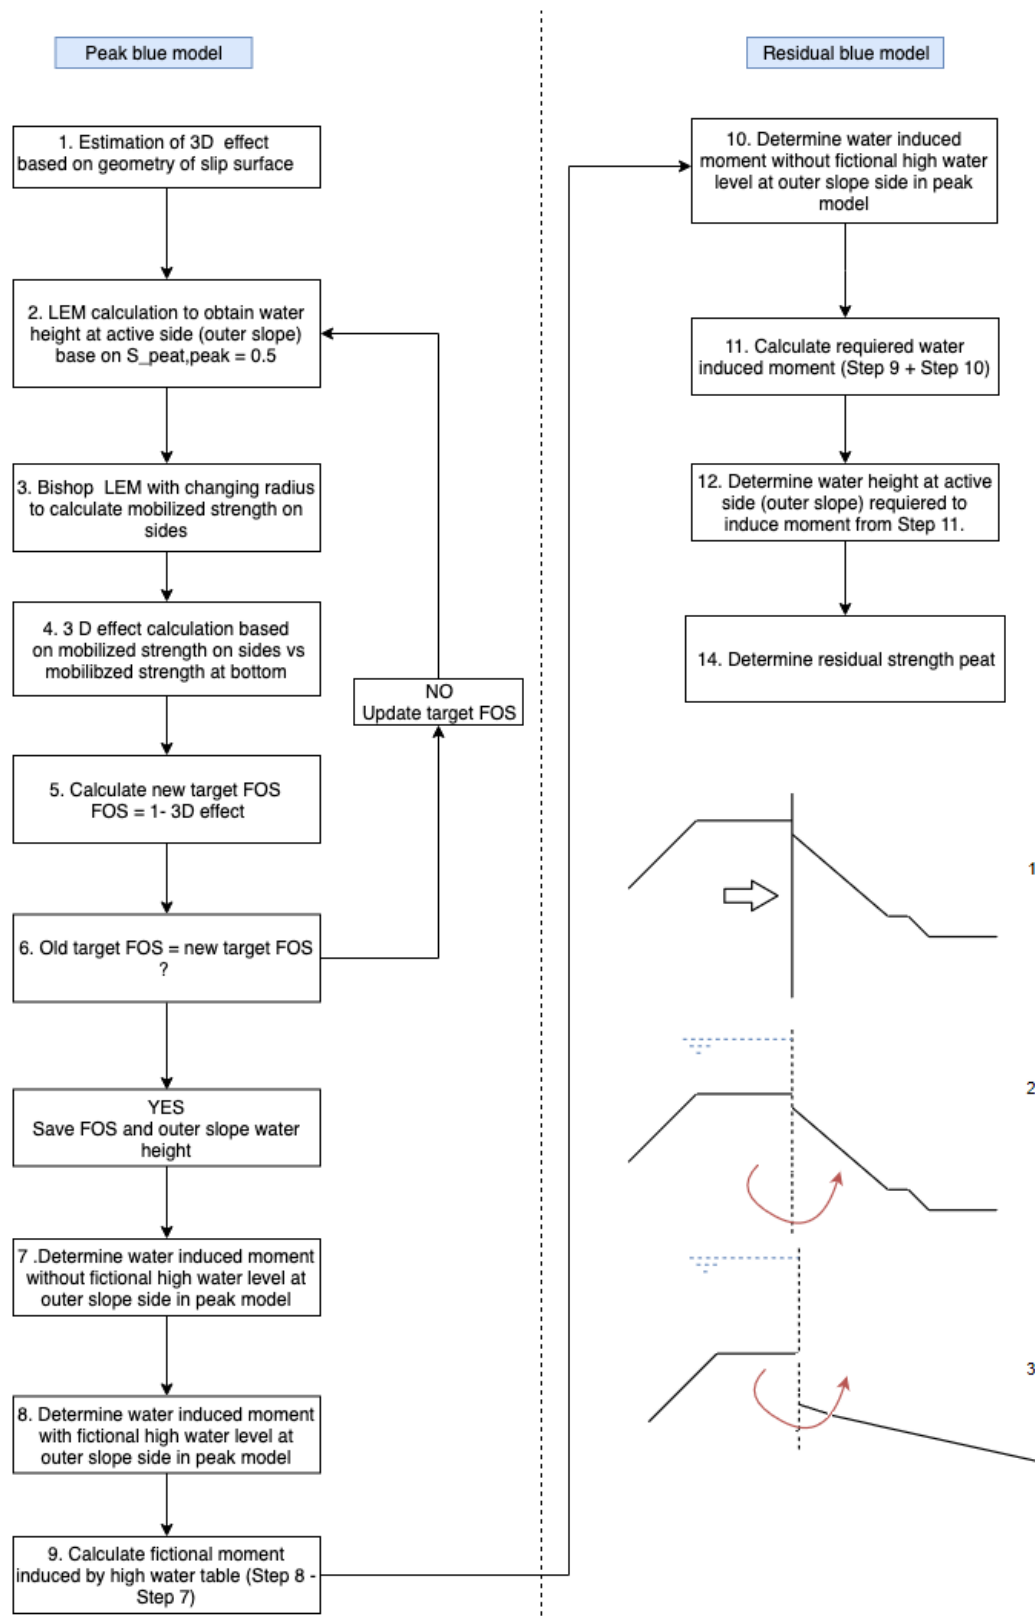 Peak blue model
1. Estimation of 3D  effect
based on geometry of slip surface
2. LEM calculation to obtain water
height at active side (outer slope)
base on S_peat,peak = 0.5
3. Bishop  LEM with changing radius
to calculate mobilized strength on
sides
4. 3 D effect calculation based
on mobilized strength on sides vs
mobilibzed strength at bottom
NO
Update target FOS
5. Calculate new target FOS
FOS = 1- 3D effect
6. Old target FOS = new target FOS
?
YES
Save FOS and outer slope water
height
7 .Determine water induced moment
without fictional high water level at
outer slope side in peak model
8. Determine water induced moment
with fictional high water level at
outer slope side in peak model
9. Calculate fictional moment
induced by high water table (Step 8 -
Step 7)
Residual blue model
10. Determine water induced
moment without fictional high water
level at outer slope side in peak
model
11. Calculate requiered water
induced moment (Step 9 + Step 10)
12. Determine water height at active
side (outer slope) requiered to
induce moment from Step 11.
14. Determine residual strength peat
1
2
3